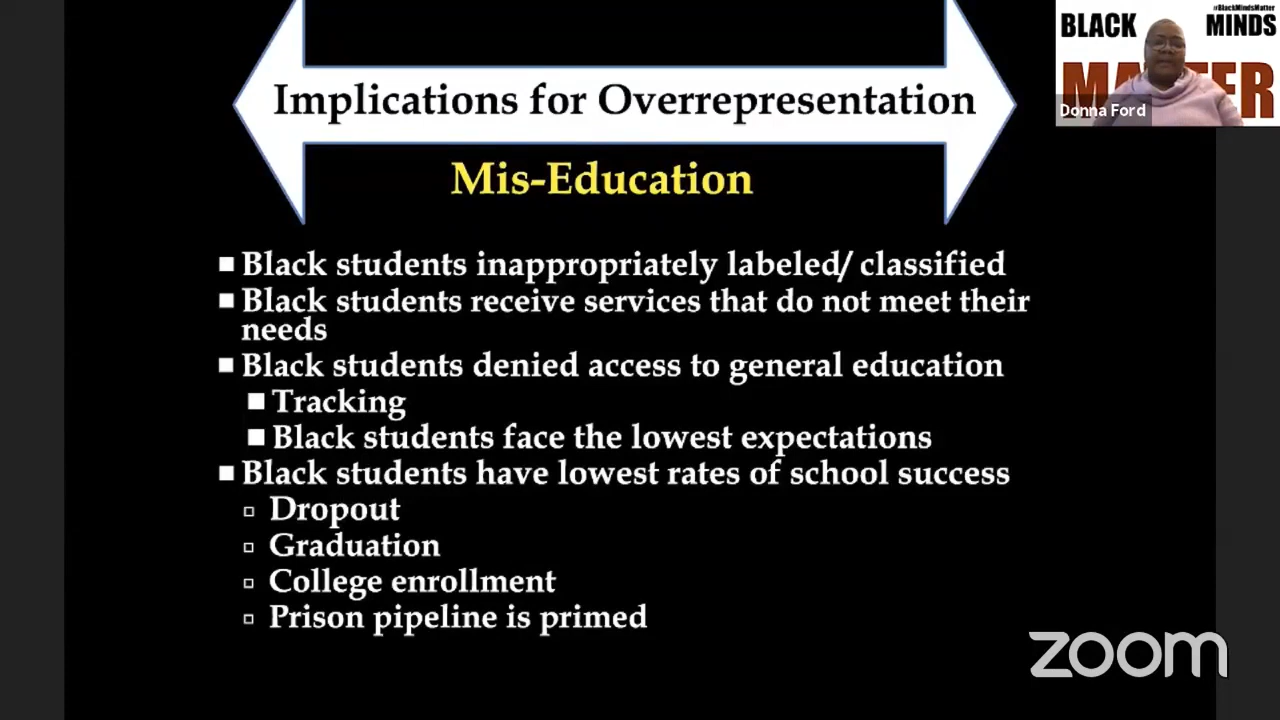 Implications for Overrepresentation
Mis-Education
Black students inappropriately labeled/ classified
Black students receive services that do not meet their
needs
Black students denied access to general education
Tracking
Black students face the lowest expectations
Black students have lowest rates of school success
Dropout
Graduation
College enrollment
Prison pipeline is primed
#BlackMindsMatter
BLACK MINDS
MATTER
Donna Ford
zoom